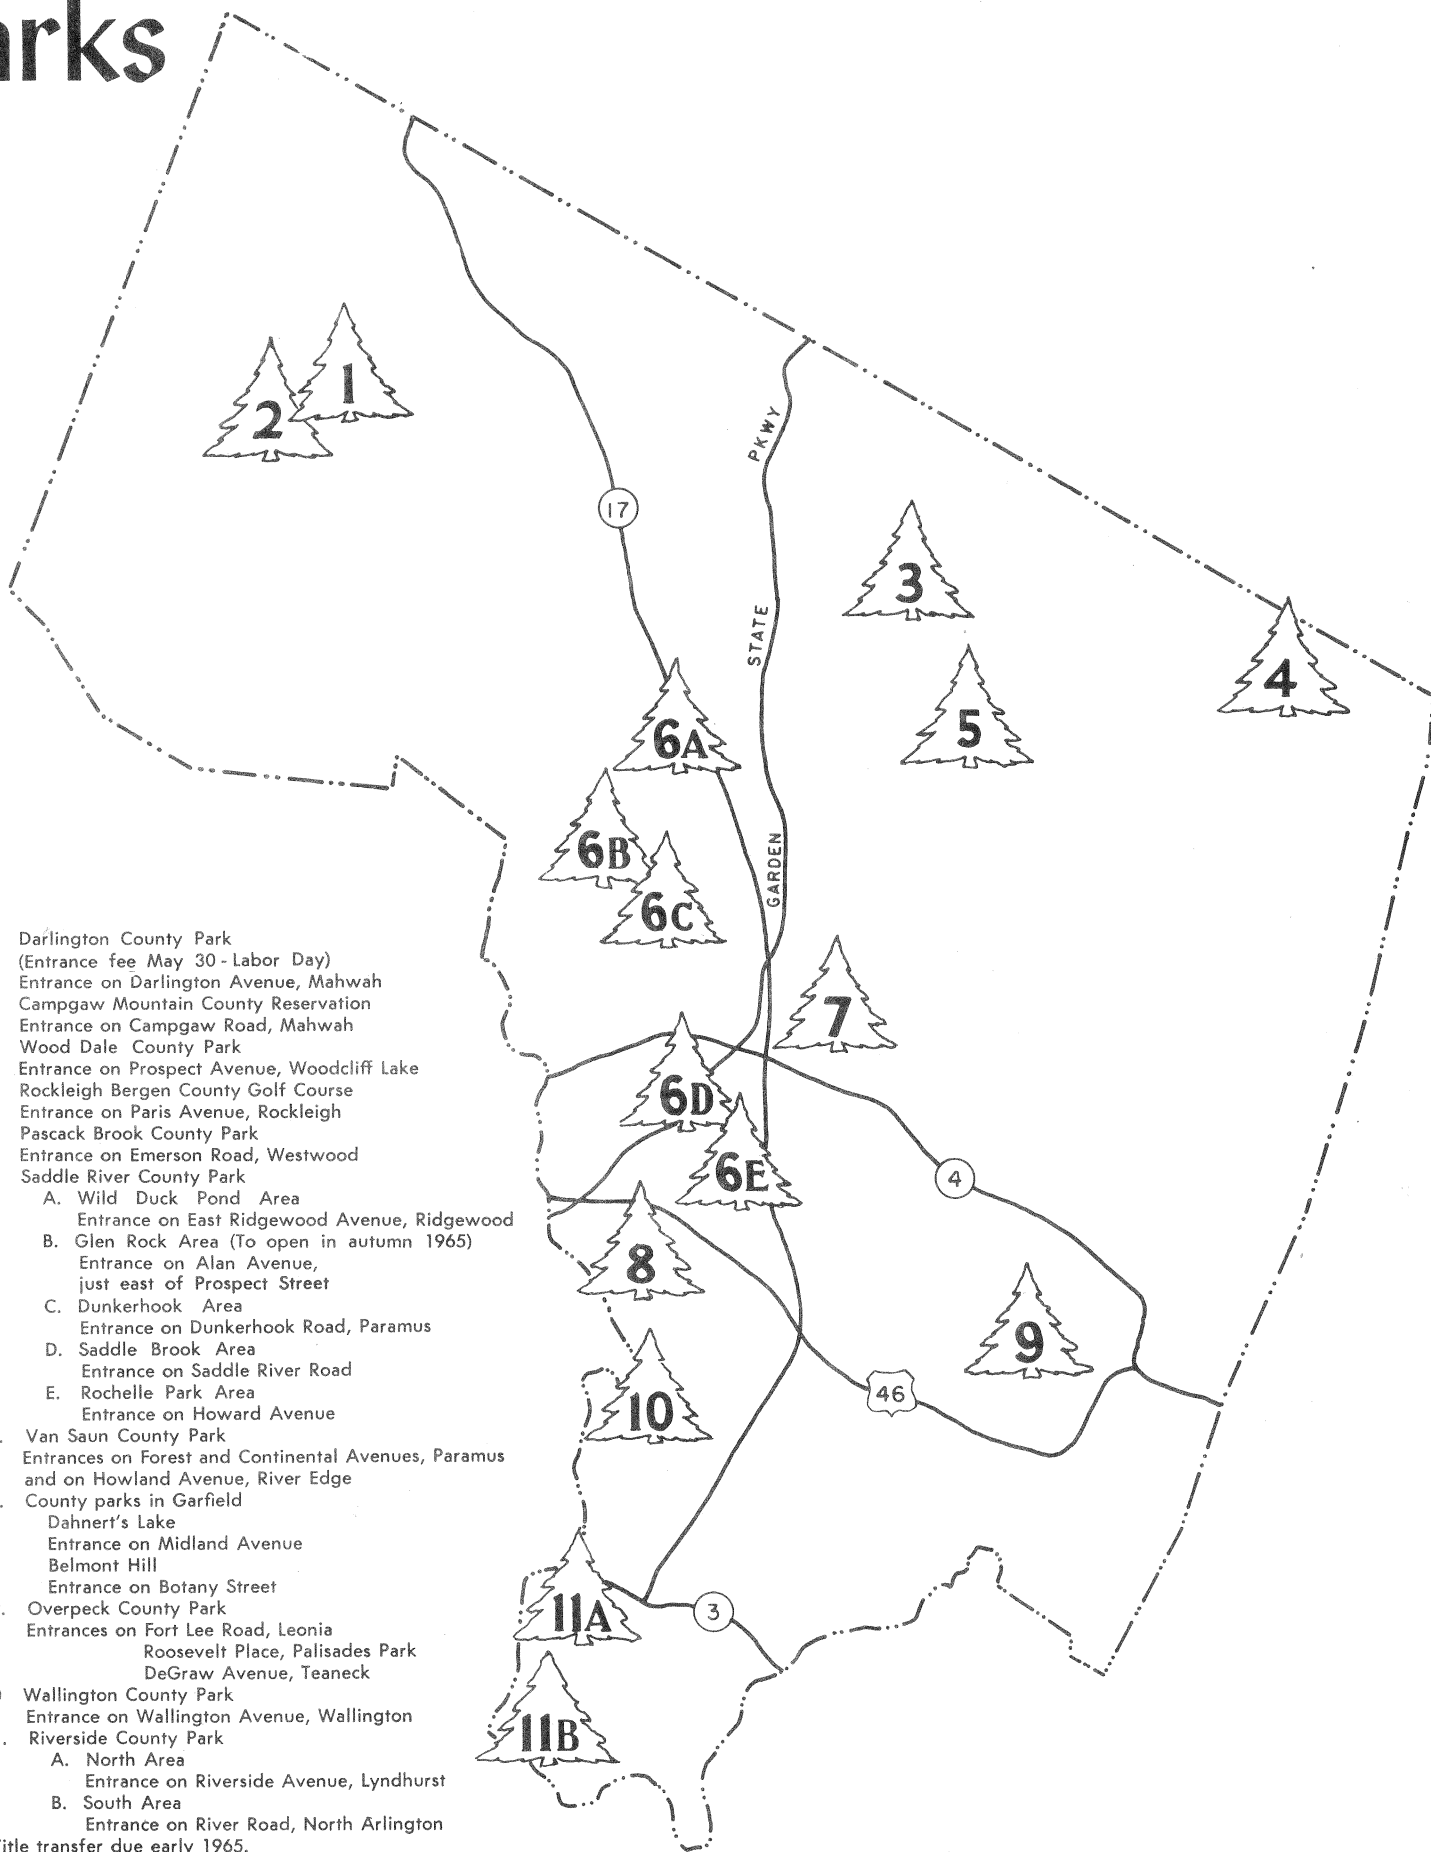 arks
1
2
17
PKWY
STATE
GARDEN
3
4
5
6A
6B
6C
7
6D
6E
4
8
9
46
10
11A
3
11B
Darlington County Park
(Entrance fee May 30 - Labor Day)
Entrance on Darlington Avenue, Mahwah
Campgaw Mountain County Reservation
Entrance on Campgaw Road, Mahwah
Wood Dale County Park
Entrance on Prospect Avenue, Woodcliff Lake
Rockleigh Bergen County Golf Course
Entrance on Paris Avenue, Rockleigh
Pascack Brook County Park
Entrance on Emerson Road, Westwood
Saddle River County Park
A. Wild Duck Pond Area
Entrance on East Ridgewood Avenue, Ridgewood
B. Glen Rock Area (To open in autumn 1965)
Entrance on Alan Avenue,
just east of Prospect Street
C. Dunkerhook Area
Entrance on Dunkerhook Road, Paramus
D. Saddle Brook Area
Entrance on Saddle River Road
E. Rochelle Park Area
Entrance on Howard Avenue
. Van Saun County Park
Entrances on Forest and Continental Avenues, Paramus
and on Howland Avenue, River Edge
. County parks in Garfield
Dahnert's Lake
Entrance on Midland Avenue
Belmont Hill
Entrance on Botany Street
. Overpeck County Park
Entrances on Fort Lee Road, Leonia
Roosevelt Place, Palisades Park
DeGraw Avenue, Teaneck
Wallington County Park
Entrance on Wallington Avenue, Wallington
. Riverside County Park
A. North Area
Entrance on Riverside Avenue, Lyndhurst
B. South Area
Entrance on River Road, North Arlington
itle transfer due early 1965.